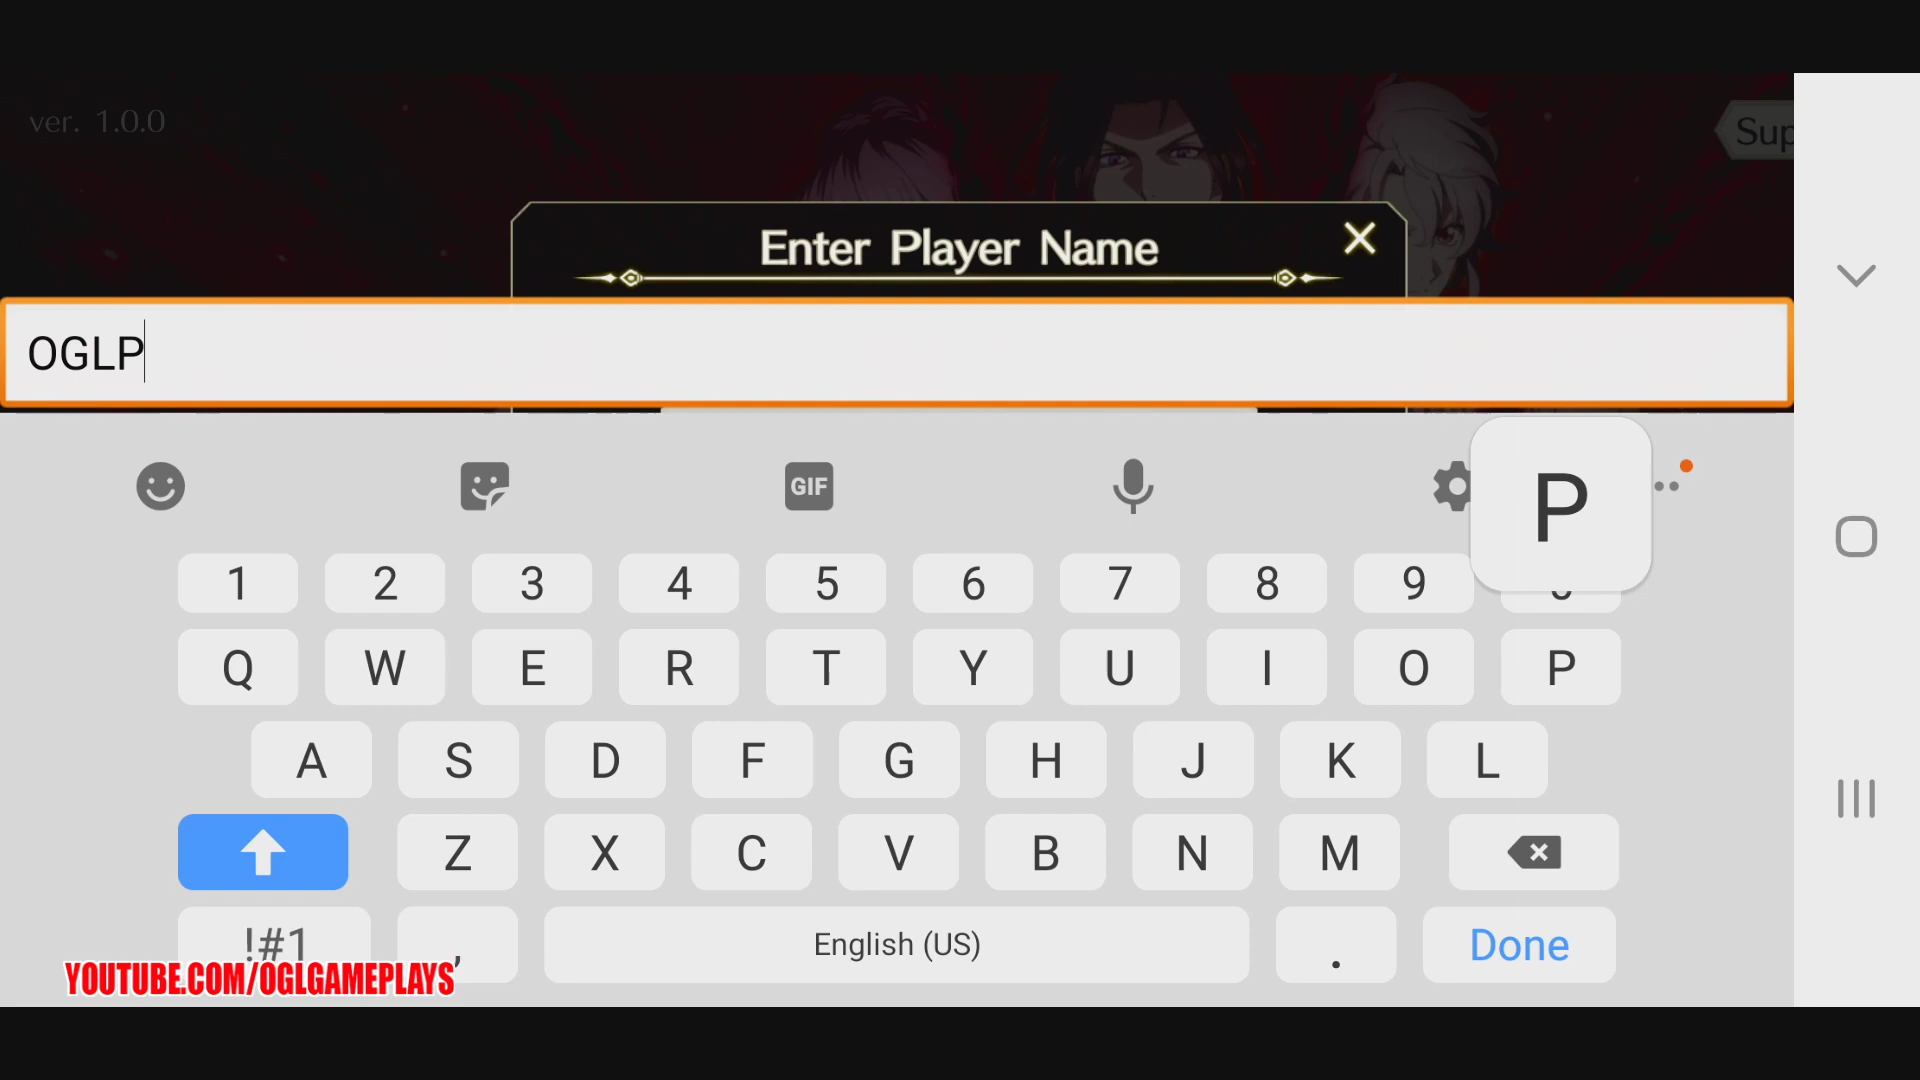 ver. 1.0.0
Sup
Enter Player Name
OGLP
GIF
P
1 2 3 4 5 6 7 8 9
Q W E R T Y U I O P
A S D F G H J K L
Z X C V B N M
!#1 , English (US) . Done
YOUTUBE.COM/OGLGAMEPLAYS